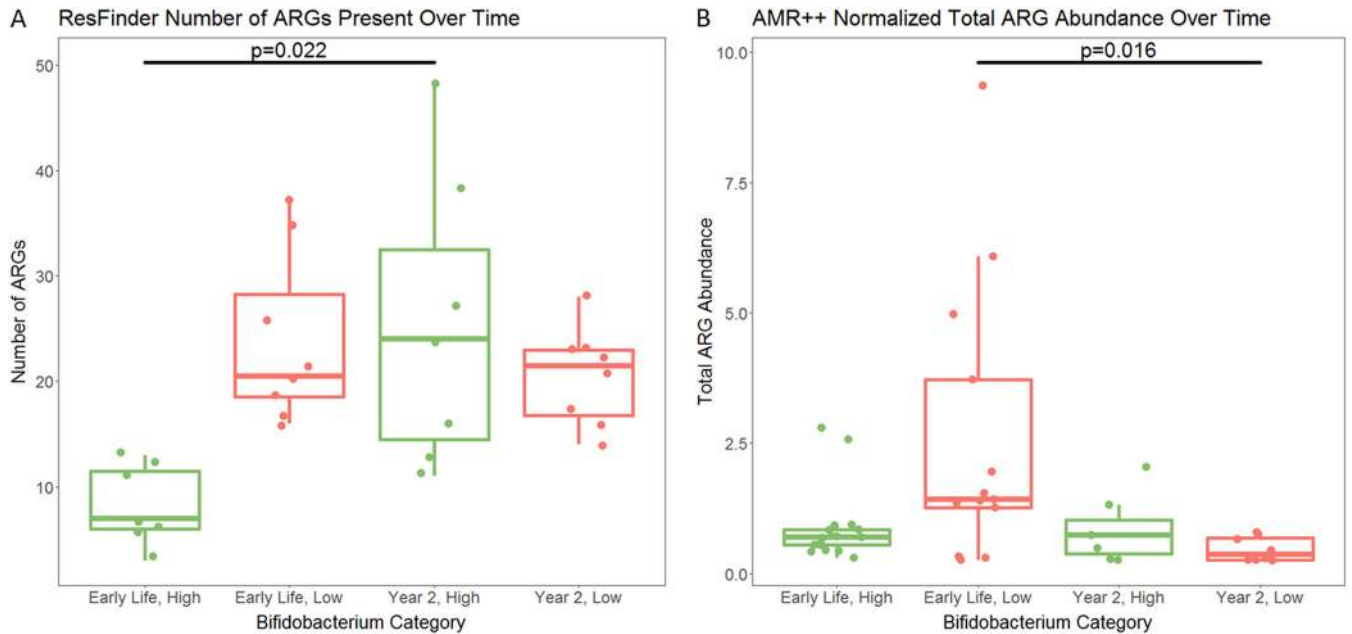 A ResFinder Number of ARGs Present Over Time
p=0.022
50
40
30
20
10
Number of ARGs
Early Life, High Early Life, Low Year 2, High Year 2, Low
Bifidobacterium Category
B AMR++ Normalized Total ARG Abundance Over Time
p=0.016
10.0
7.5
5.0
2.5
0.0
Total ARG Abundance
Early Life, High Early Life, Low Year 2, High Year 2, Low
Bifidobacterium Category